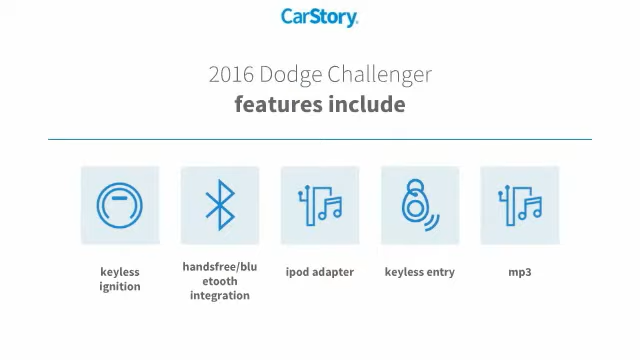 CarStory
2016 Dodge Challenger
features include
keyless
ignition
handsfree/blu
etooth
integration
ipod adapter
keyless entry
mp3